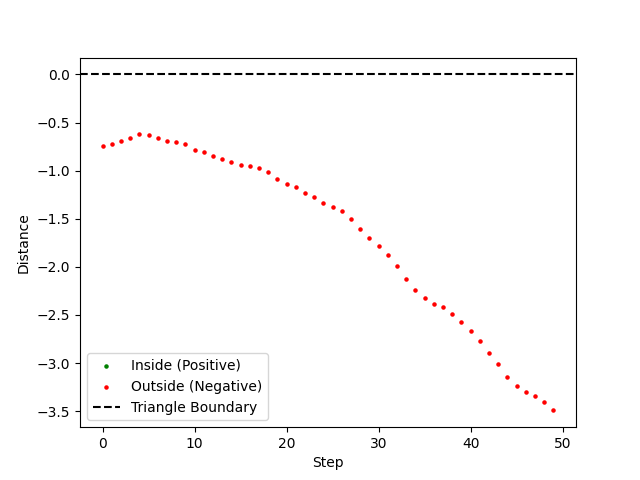 0.0
−0.5
−1.0
−1.5
−2.0
−2.5
−3.0
−3.5
Distance
Inside (Positive)
Outside (Negative)
Triangle Boundary
0 10 20 30 40 50
Step